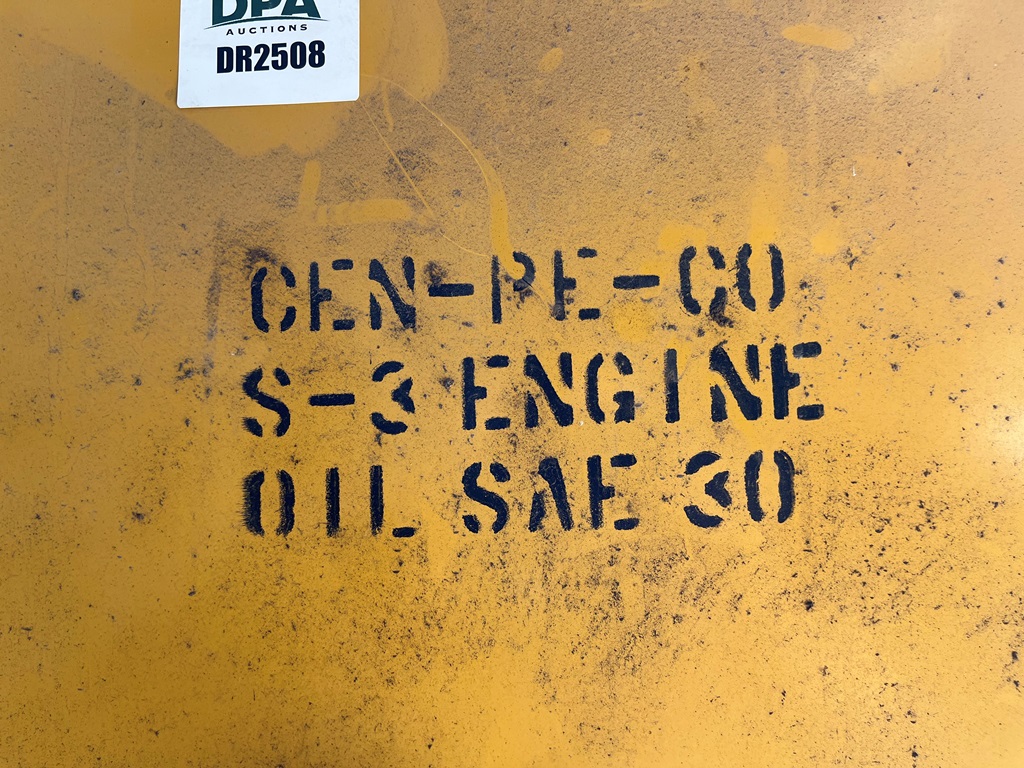 DPA
AUCTIONS
DR2508
CEN-PE-CO
S-3 ENGINE
OIL SAE 30